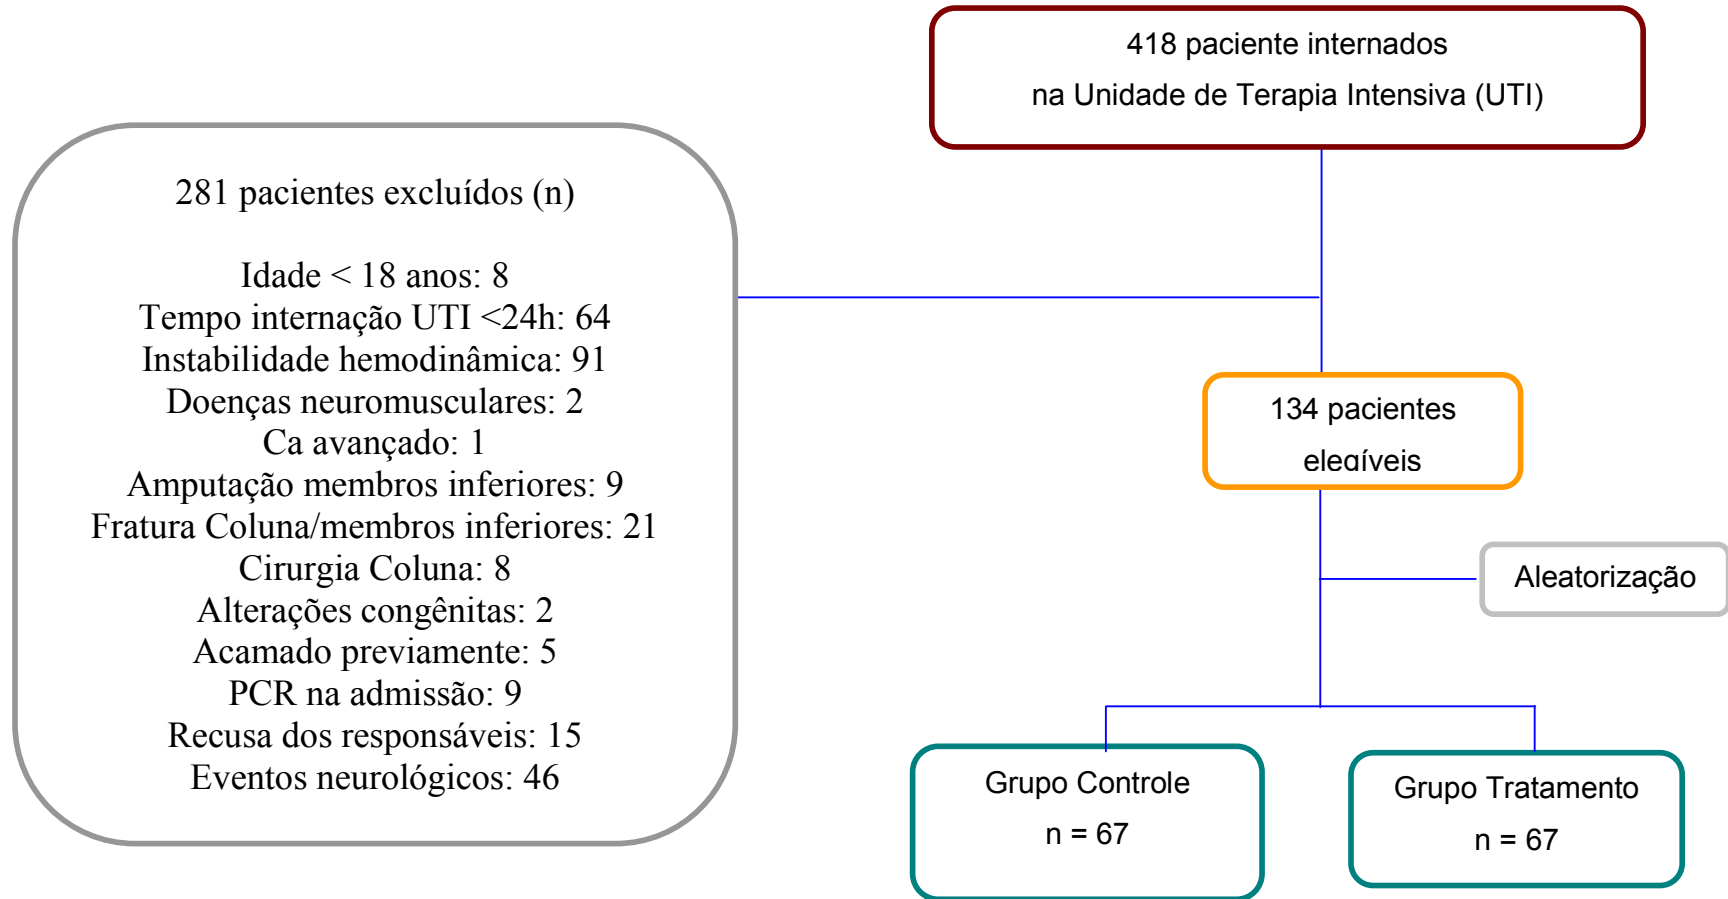 418 paciente internados
na Unidade de Terapia Intensiva (UTI)
281 pacientes excluídos (n)
Idade < 18 anos: 8
Tempo internação UTI <24h: 64
Instabilidade hemodinâmica: 91
Doenças neuromusculares: 2
Ca avançado: 1
Amputação membros inferiores: 9
Fratura Coluna/membros inferiores: 21
Cirurgia Coluna: 8
Alterações congênitas: 2
Acamado previamente: 5
PCR na admissão: 9
Recusa dos responsáveis: 15
Eventos neurológicos: 46
134 pacientes
elegíveis
Aleatorização
Grupo Controle
n = 67
Grupo Tratamento
n = 67